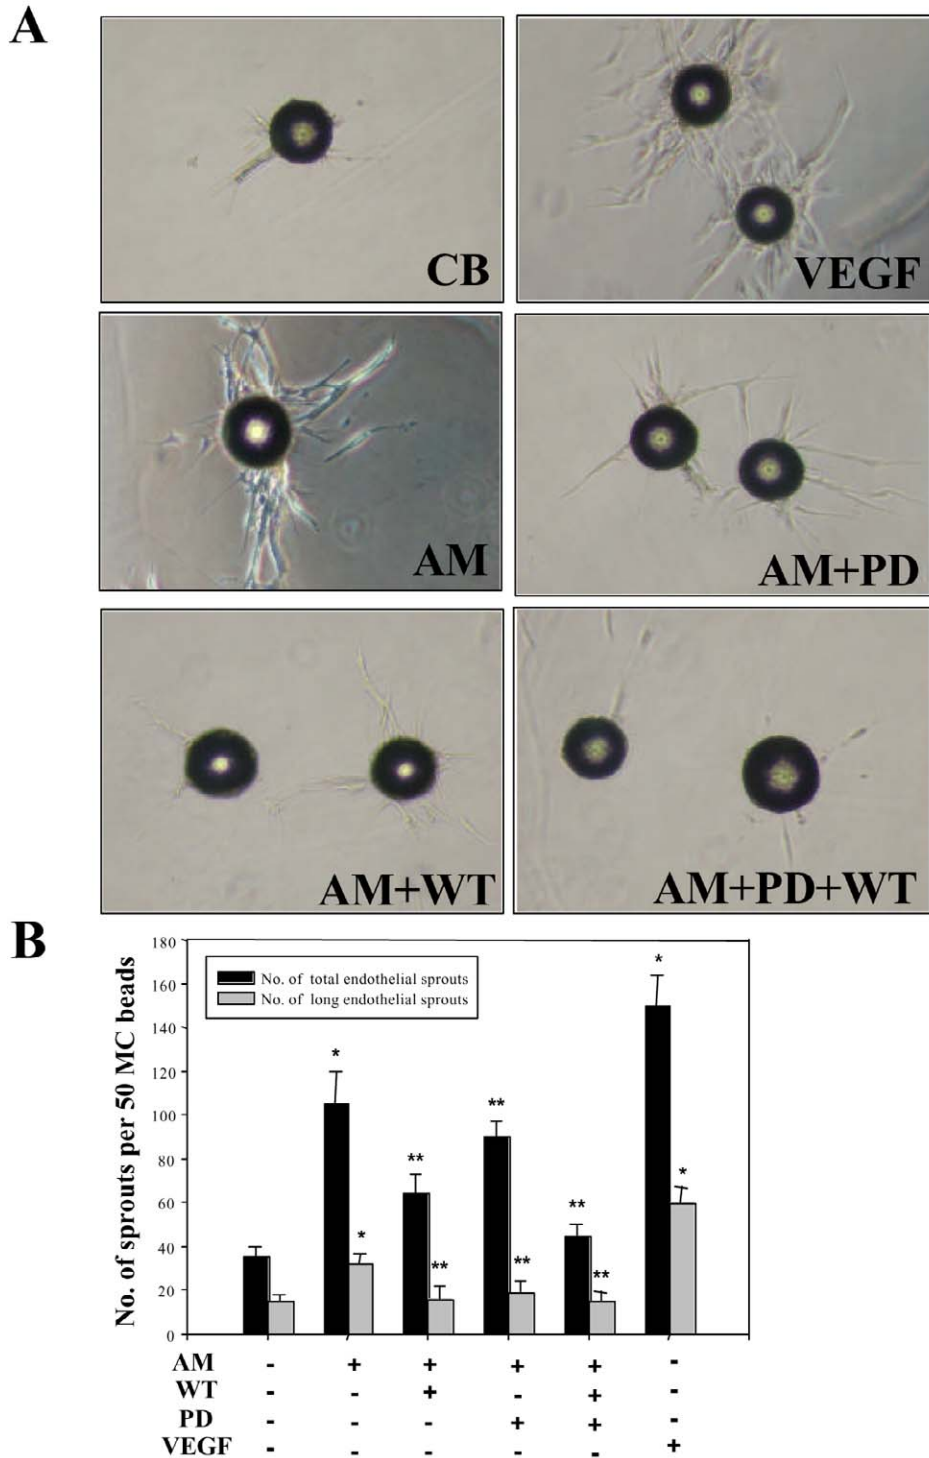 A
CB
VEGF
AM
AM+PD
AM+WT
AM+PD+WT
B
No. of sprouts per 50 MC beads
180
160
140
120
100
80
60
40
20
0
No. of total endothelial sprouts
No. of long endothelial sprouts
* * ** ** ** ** ** ** * *
AM - + + + + -
WT - - + - + -
PD - - - + + -
VEGF - - - - - +